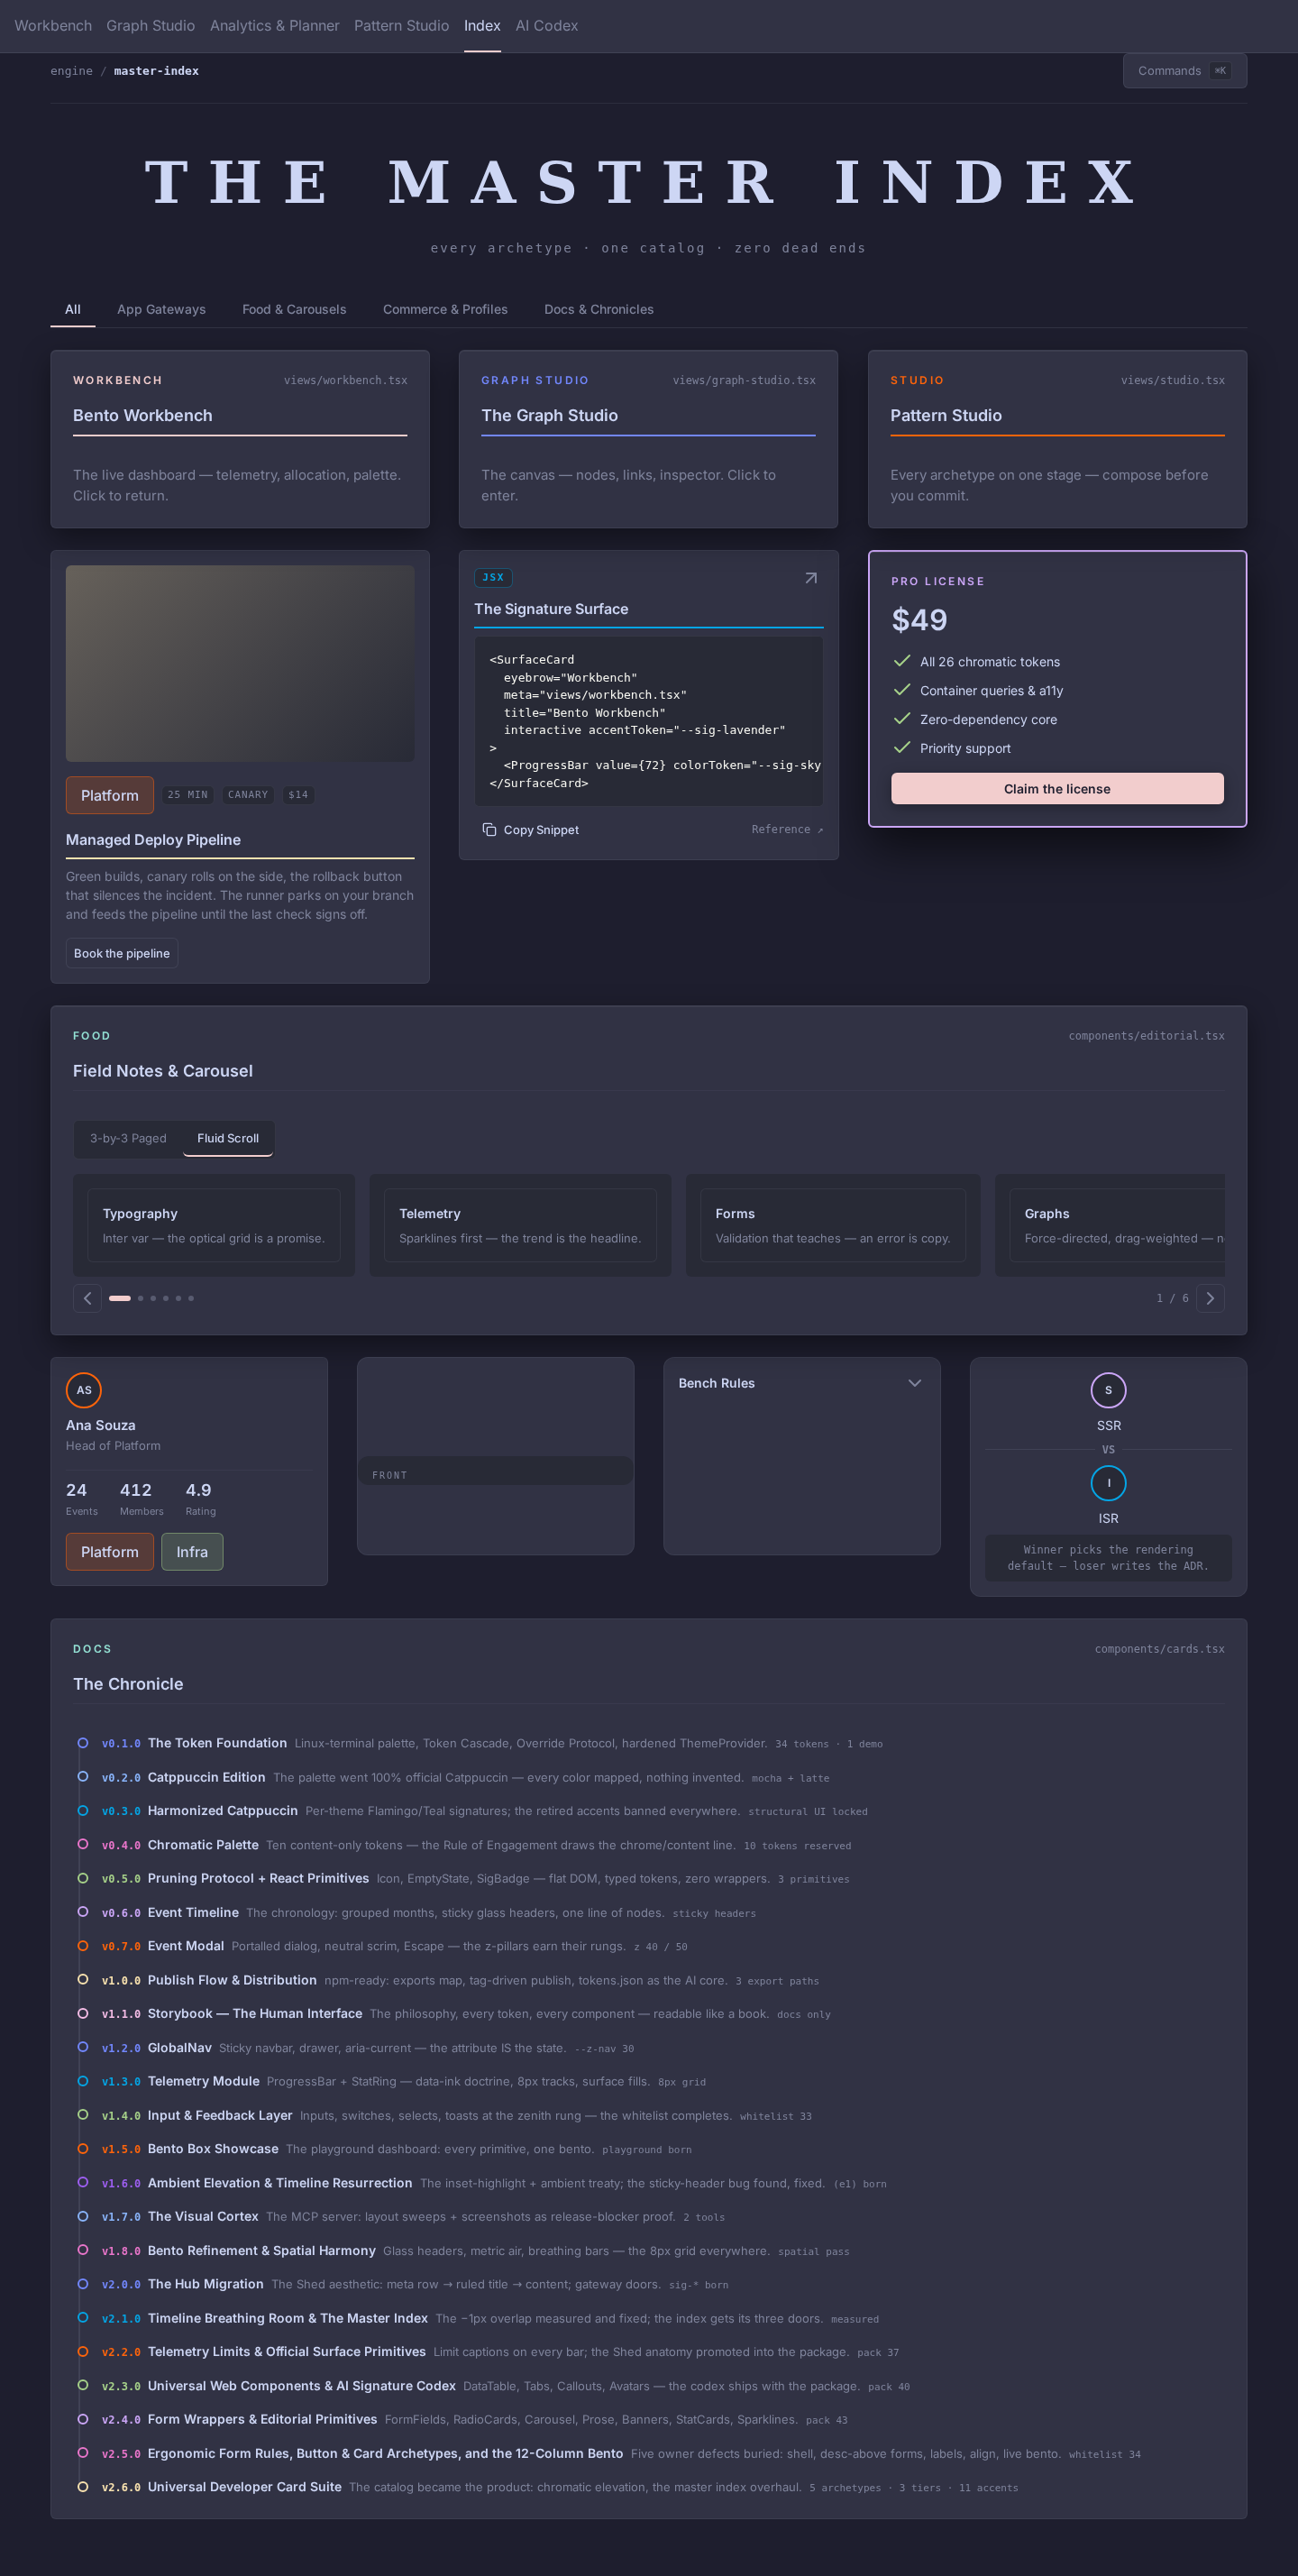 Workbench Graph Studio Analytics & Planner Pattern Studio Index AI Codex
engine / master-index
Commands ⌘K
THE MASTER INDEX
every archetype · one catalog · zero dead ends
All App Gateways Food & Carousels Commerce & Profiles Docs & Chronicles
WORKBENCH views/workbench.tsx
Bento Workbench
The live dashboard — telemetry, allocation, palette.
Click to return.
GRAPH STUDIO views/graph-studio.tsx
The Graph Studio
The canvas — nodes, links, inspector. Click to
enter.
STUDIO views/studio.tsx
Pattern Studio
Every archetype on one stage — compose before
you commit.
Platform 25 MIN CANARY $14
Managed Deploy Pipeline
Green builds, canary rolls on the side, the rollback button
that silences the incident. The runner parks on your branch
and feeds the pipeline until the last check signs off.
Book the pipeline
JSX
The Signature Surface
<SurfaceCard
eyebrow="Workbench"
meta="views/workbench.tsx"
title="Bento Workbench"
interactive accentToken="--sig-lavender"
>
<ProgressBar value={72} colorToken="--sig-sky
</SurfaceCard>
Copy Snippet Reference ↗
PRO LICENSE
$49
All 26 chromatic tokens
Container queries & a11y
Zero-dependency core
Priority support
Claim the license
FOOD components/editorial.tsx
Field Notes & Carousel
3-by-3 Paged Fluid Scroll
Typography
Inter var — the optical grid is a promise.
Telemetry
Sparklines first — the trend is the headline.
Forms
Validation that teaches — an error is copy.
Graphs
Force-directed, drag-weighted —
1 / 6
AS
Ana Souza
Head of Platform
24 412 4.9
Events Members Rating
Platform Infra
FRONT
Bench Rules
S
SSR
VS
I
ISR
Winner picks the rendering
default — loser writes the ADR.
DOCS components/cards.tsx
The Chronicle
v0.1.0 The Token Foundation Linux-terminal palette, Token Cascade, Override Protocol, hardened ThemeProvider. 34 tokens · 1 demo
v0.2.0 Catppuccin Edition The palette went 100% official Catppuccin — every color mapped, nothing invented. mocha + latte
v0.3.0 Harmonized Catppuccin Per-theme Flamingo/Teal signatures; the retired accents banned everywhere. structural UI locked
v0.4.0 Chromatic Palette Ten content-only tokens — the Rule of Engagement draws the chrome/content line. 10 tokens reserved
v0.5.0 Pruning Protocol + React Primitives Icon, EmptyState, SigBadge — flat DOM, typed tokens, zero wrappers. 3 primitives
v0.6.0 Event Timeline The chronology: grouped months, sticky glass headers, one line of nodes. sticky headers
v0.7.0 Event Modal Portalled dialog, neutral scrim, Escape — the z-pillars earn their rungs. z 40 / 50
v1.0.0 Publish Flow & Distribution npm-ready: exports map, tag-driven publish, tokens.json as the AI core. 3 export paths
v1.1.0 Storybook — The Human Interface The philosophy, every token, every component — readable like a book. docs only
v1.2.0 GlobalNav Sticky navbar, drawer, aria-current — the attribute IS the state. --z-nav 30
v1.3.0 Telemetry Module ProgressBar + StatRing — data-ink doctrine, 8px tracks, surface fills. 8px grid
v1.4.0 Input & Feedback Layer Inputs, switches, selects, toasts at the zenith rung — the whitelist completes. whitelist 33
v1.5.0 Bento Box Showcase The playground dashboard: every primitive, one bento. playground born
v1.6.0 Ambient Elevation & Timeline Resurrection The inset-highlight + ambient treaty; the sticky-header bug found, fixed. (e1) born
v1.7.0 The Visual Cortex The MCP server: layout sweeps + screenshots as release-blocker proof. 2 tools
v1.8.0 Bento Refinement & Spatial Harmony Glass headers, metric air, breathing bars — the 8px grid everywhere. spatial pass
v2.0.0 The Hub Migration The Shed aesthetic: meta row → ruled title → content; gateway doors. sig-* born
v2.1.0 Timeline Breathing Room & The Master Index The −1px overlap measured and fixed; the index gets its three doors. measured
v2.2.0 Telemetry Limits & Official Surface Primitives Limit captions on every bar; the Shed anatomy promoted into the package. pack 37
v2.3.0 Universal Web Components & AI Signature Codex DataTable, Tabs, Callouts, Avatars — the codex ships with the package. pack 40
v2.4.0 Form Wrappers & Editorial Primitives FormFields, RadioCards, Carousel, Prose, Banners, StatCards, Sparklines. pack 43
v2.5.0 Ergonomic Form Rules, Button & Card Archetypes, and the 12-Column Bento Five owner defects buried: shell, desc-above forms, labels, align, live bento. whitelist 34
v2.6.0 Universal Developer Card Suite The catalog became the product: chromatic elevation, the master index overhaul. 5 archetypes · 3 tiers · 11 accents